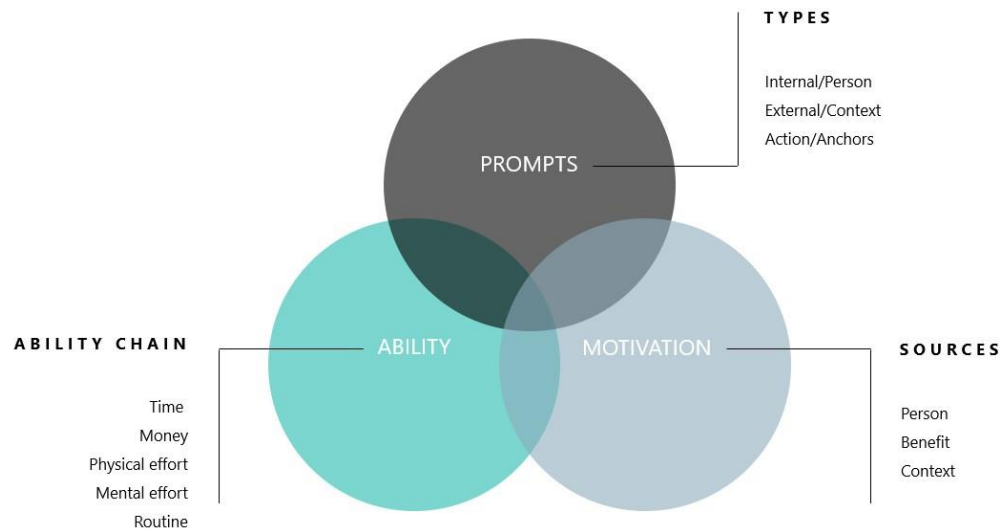 TYPES
Internal/Person
External/Context
Action/Anchors
PROMPTS
ABILITY CHAIN
ABILITY
MOTIVATION
SOURCES
Time
Money
Physical effort
Mental effort
Routine
Person
Benefit
Context